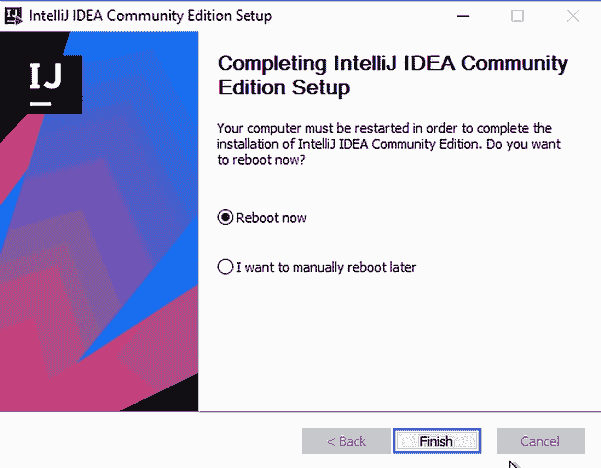 IntelliJ IDEA Community Edition Setup
IJ
Completing IntelliJ IDEA Community
Edition Setup
Your computer must be restarted in order to complete the
installation of IntelliJ IDEA Community Edition. Do you want
to reboot now?
Reboot now
I want to manually reboot later
< Back
Finish
Cancel